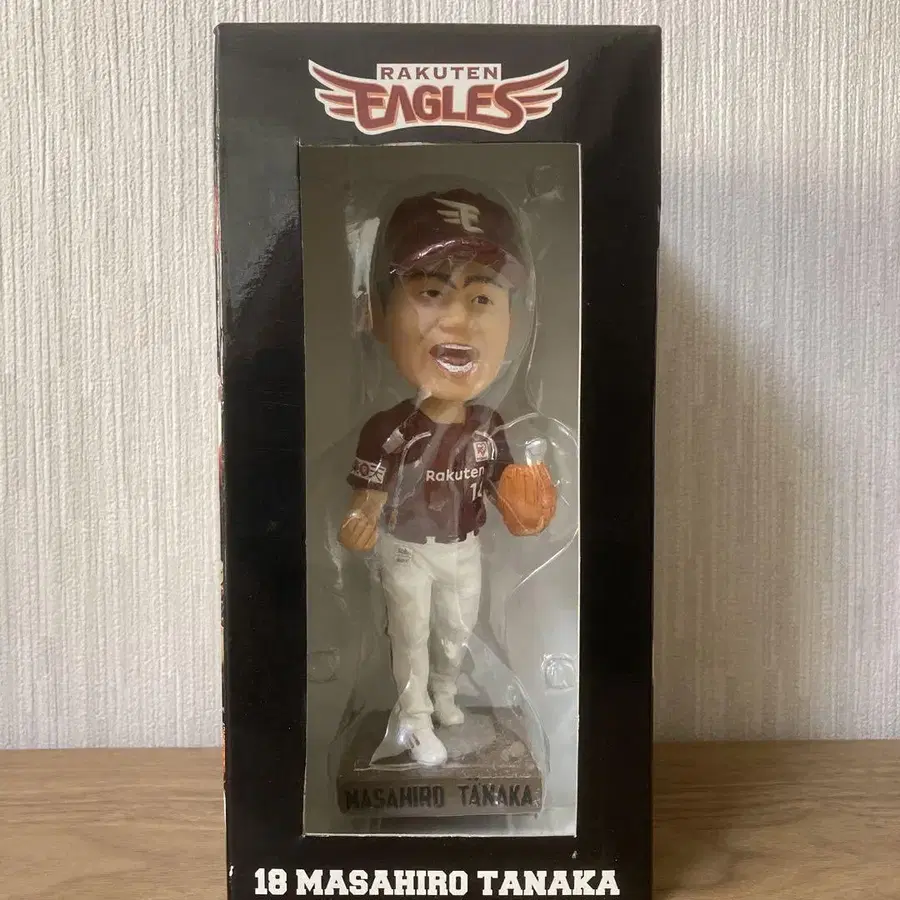 RAKUTEN
EAGLES
Rakuten
MASAHIRO TANAKA
18 MASAHIRO TANAKA